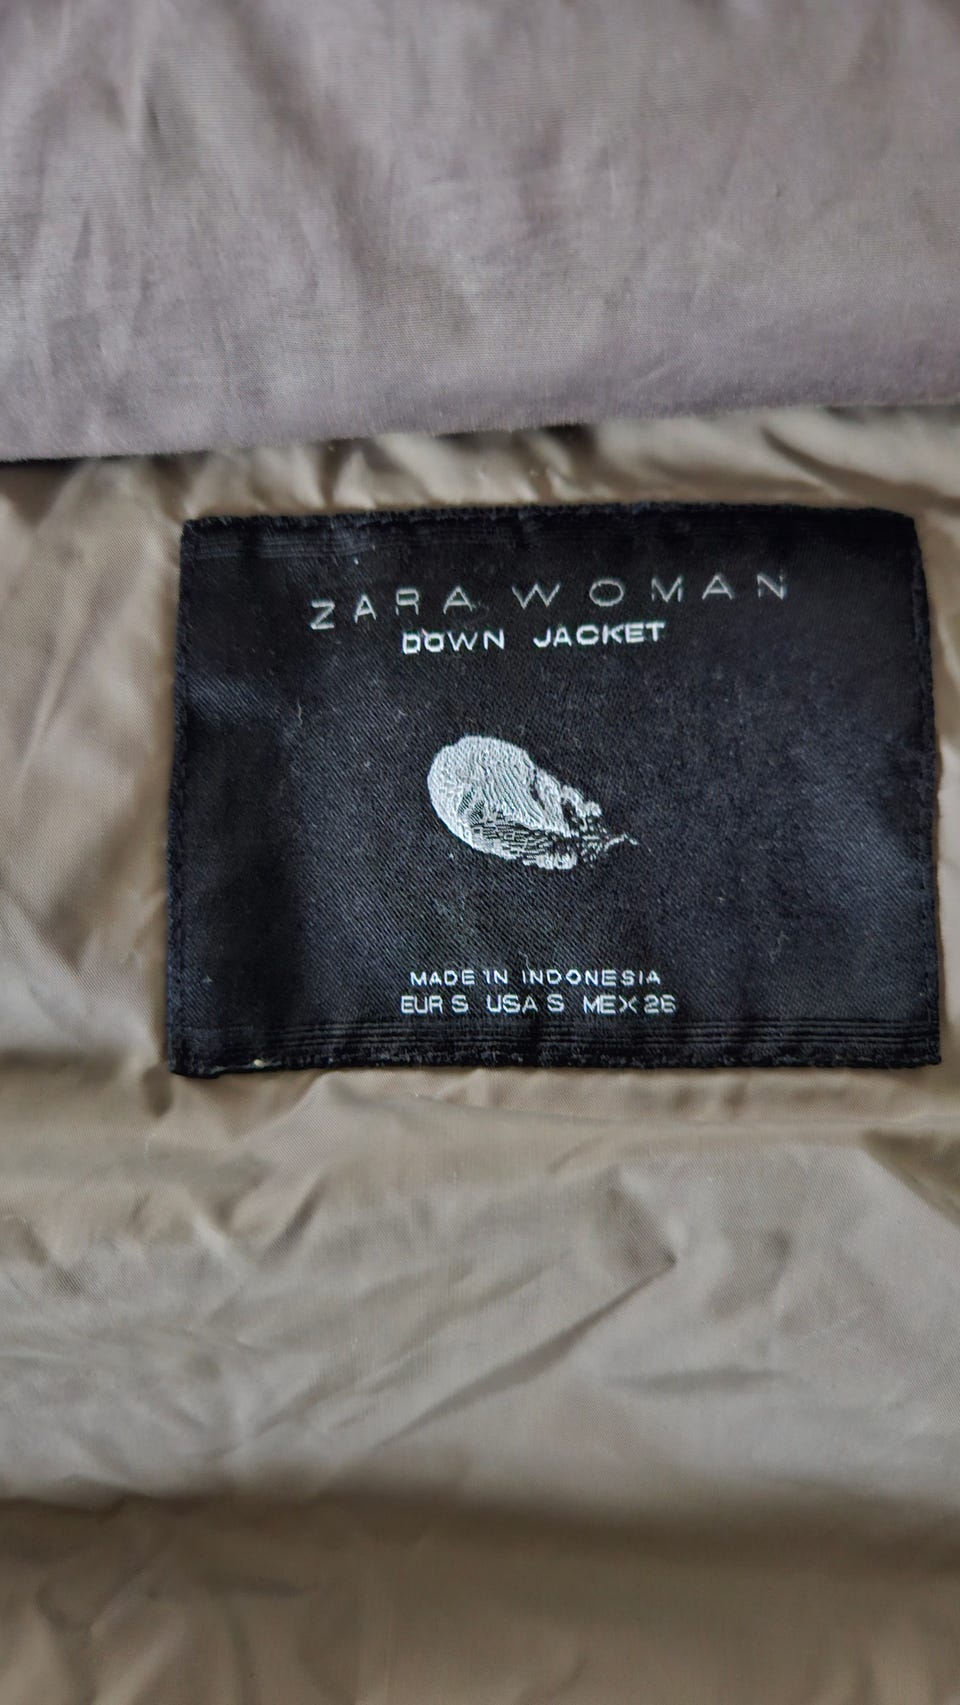 ZARA WOMAN
DOWN JACKET
MADE IN INDONESIA
EUR S USA S MEX 26